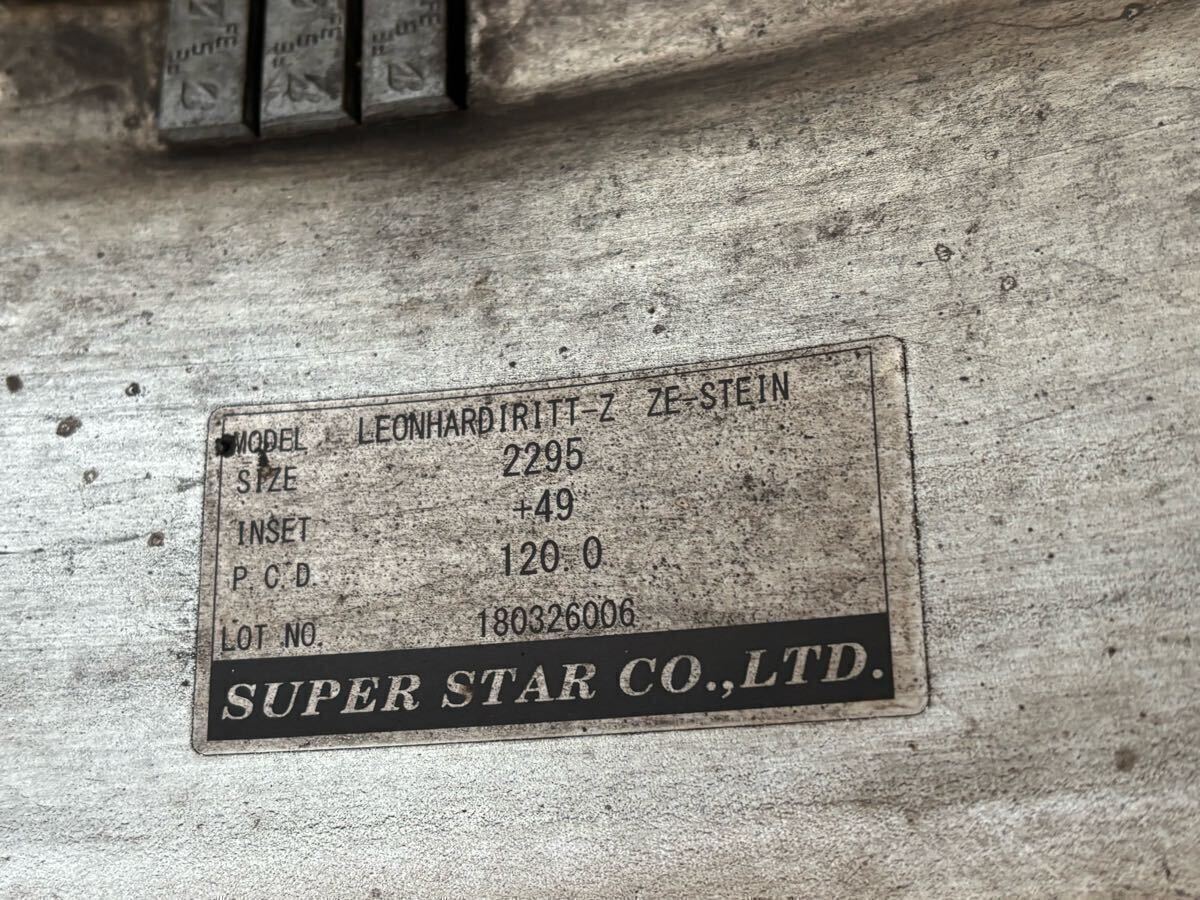 MODEL LEONHARDIRITT-Z ZE-STEIN
SIZE 2295
INSET +49
P.C.D. 120.0
LOT NO. 180326006
SUPER STAR CO.,LTD.